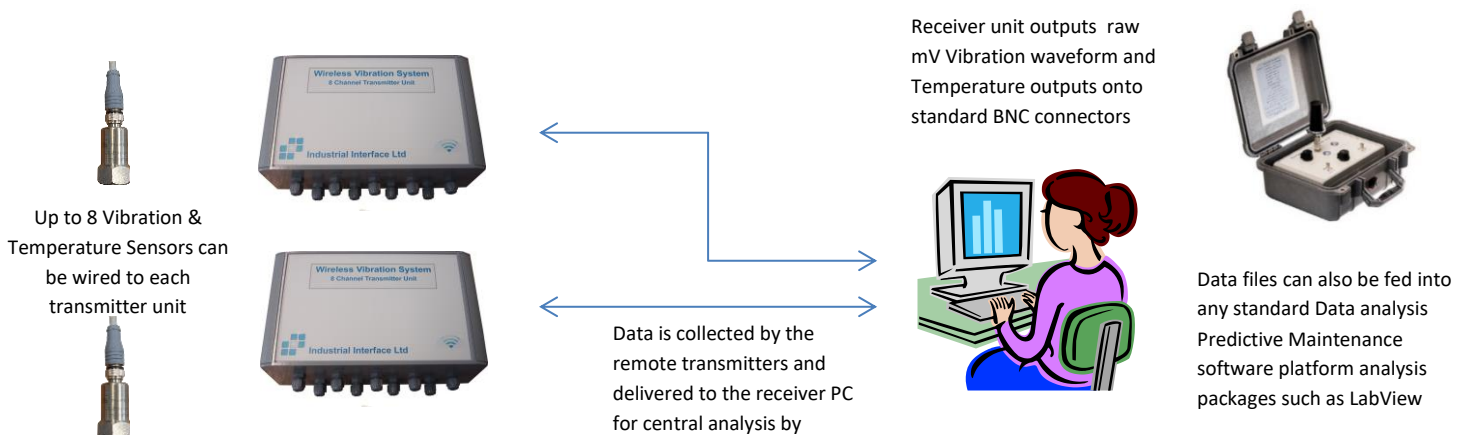 Up to 8 Vibration &
Temperature Sensors can
be wired to each
transmitter unit
Wireless Vibration System
8 Channel Transmitter Unit
Industrial Interface Ltd
Wireless Vibration System
8 Channel Transmitter Unit
Industrial Interface Ltd
Data is collected by the
remote transmitters and
delivered to the receiver PC
for central analysis by
Receiver unit outputs raw
mV Vibration waveform and
Temperature outputs onto
standard BNC connectors
Data files can also be fed into
any standard Data analysis
Predictive Maintenance
software platform analysis
packages such as LabView